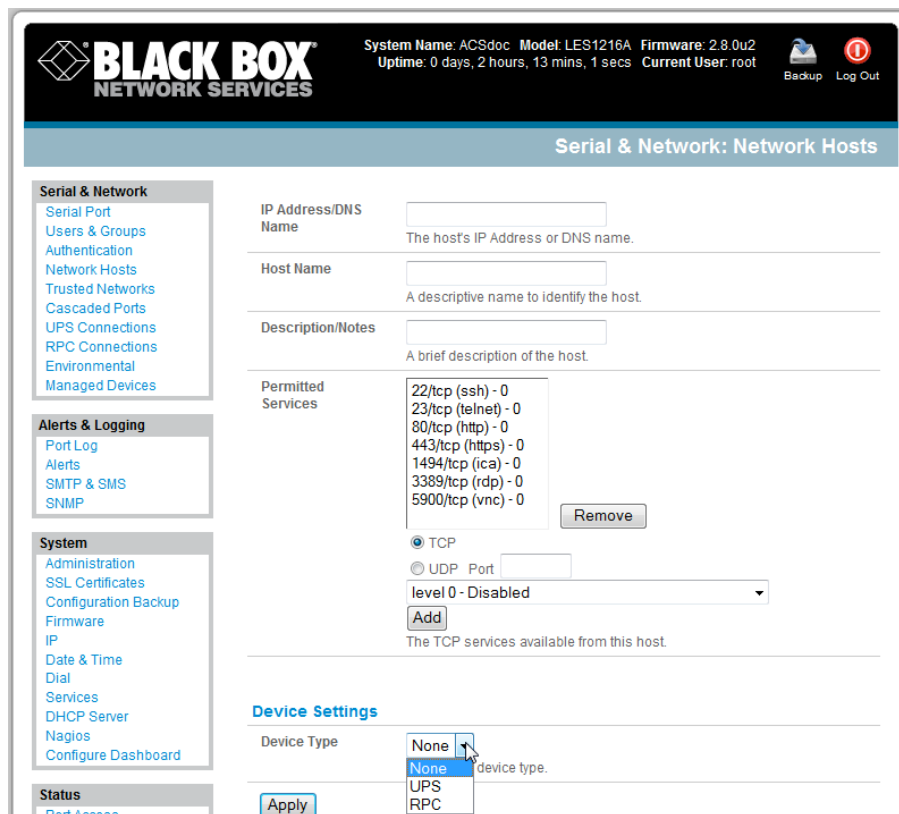 BLACK BOX
NETWORK SERVICES
System Name: ACSdoc Model: LES1216A Firmware: 2.8.0u2
Uptime: 0 days, 2 hours, 13 mins, 1 secs Current User: root
Backup Log Out
Serial & Network: Network Hosts
Serial & Network
Serial Port
Users & Groups
Authentication
Network Hosts
Trusted Networks
Cascaded Ports
UPS Connections
RPC Connections
Environmental
Managed Devices
Alerts & Logging
Port Log
Alerts
SMTP & SMS
SNMP
System
Administration
SSL Certificates
Configuration Backup
Firmware
IP
Date & Time
Dial
Services
DHCP Server
Nagios
Configure Dashboard
Status
Port Access
IP Address/DNS
Name
The host's IP Address or DNS name.
Host Name
A descriptive name to identify the host.
Description/Notes
A brief description of the host.
Permitted
Services
22/tcp (ssh) - 0
23/tcp (telnet) - 0
80/tcp (http) - 0
443/tcp (https) - 0
1494/tcp (ica) - 0
3389/tcp (rdp) - 0
5900/tcp (vnc) - 0
Remove
TCP
UDP Port
level 0 - Disabled
Add
The TCP services available from this host.
Device Settings
Device Type
None
None
device type.
UPS
RPC
Apply